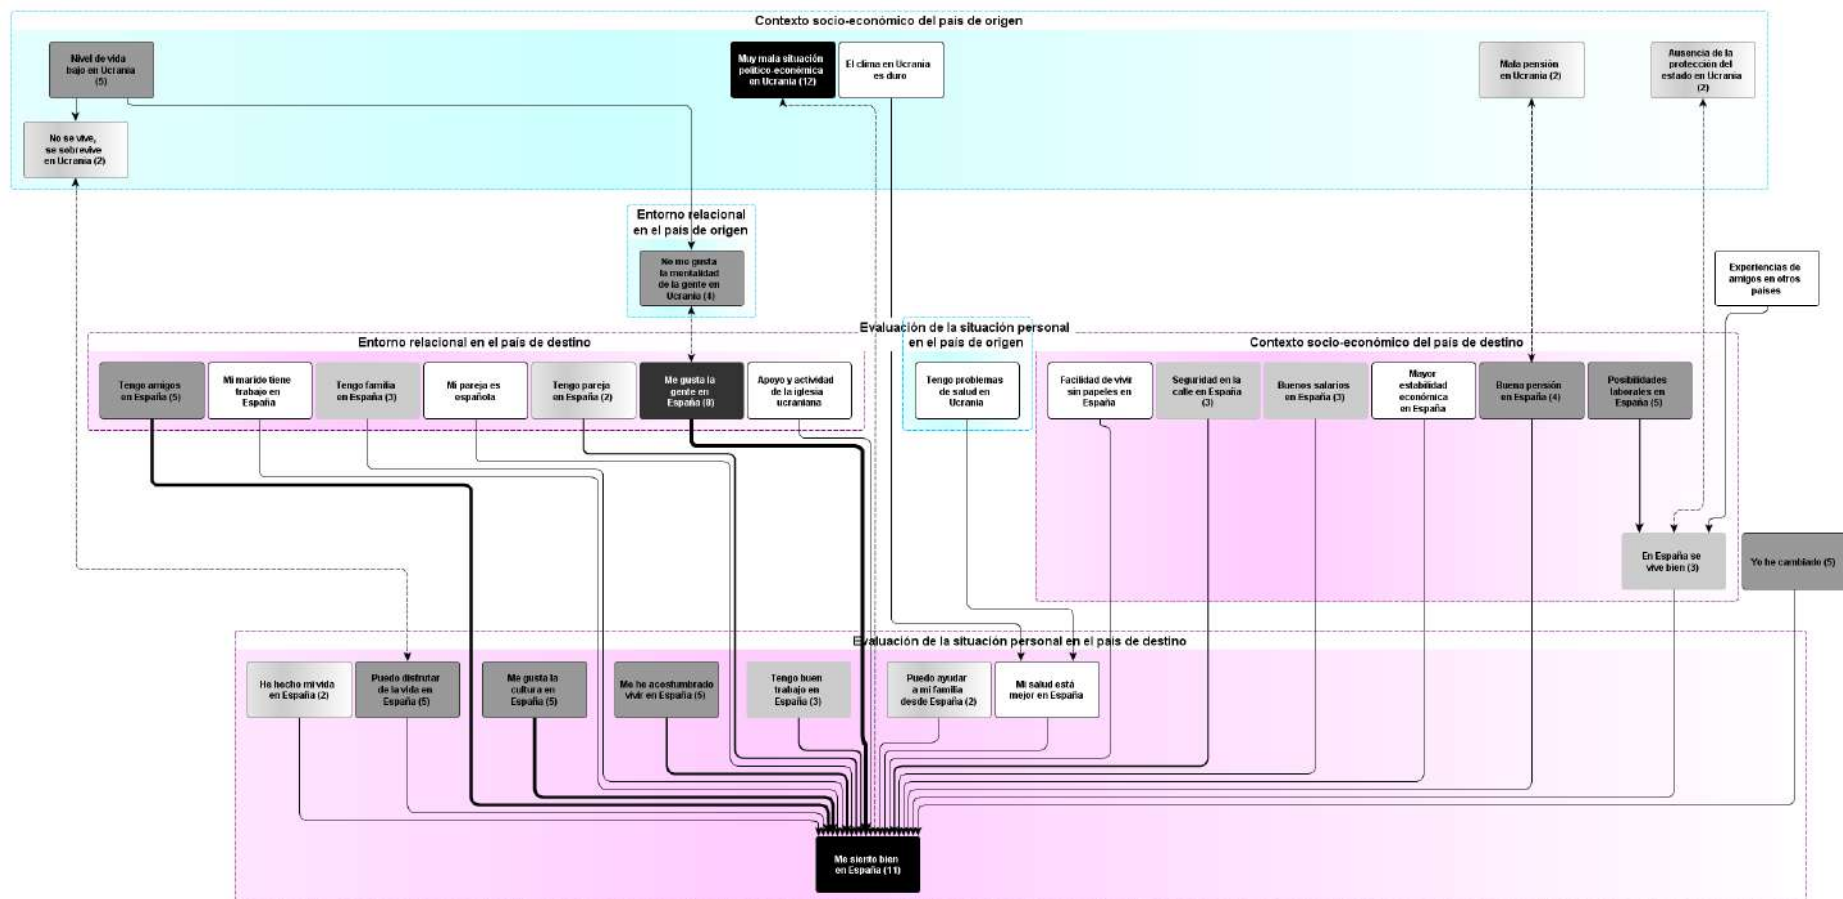 Contexto socio-económico del país de origen
Nivel de vida
bajo en Ucrania
(5)
Muy mala situación
político-económica
en Ucrania (12)
El clima en Ucrania
es duro
Mala pensión
en Ucrania (2)
Ausencia de la
protección del
estado en Ucrania
(2)
No se vive,
se sobrevive
en Ucrania (2)
Entorno relacional
en el país de origen
No me gusta
la mentalidad
de la gente en
Ucrania (4)
Experiencias de
amigos en otros
países
Evaluación de la situación personal
en el país de origen
Entorno relacional en el país de destino
Contexto socio-económico del país de destino
Tengo amigos
en España (5)
Mi marido tiene
trabajo en
España
Tengo familia
en España (3)
Mi pareja es
española
Tengo pareja
en España (2)
Me gusta la
gente en
España (8)
Apoyo y actividad
de la iglesia
ucraniana
Tengo problemas
de salud en
Ucrania
Facilidad de vivir
sin papeles en
España
Seguridad en la
calle en España
(3)
Buenos salarios
en España (3)
Mayor
estabilidad
económica
en España
Buena pensión
en España (4)
Posibilidades
laborales en
España (5)
En España se
vive bien (3)
Yo he cambiado (5)
Evaluación de la situación personal en el país de destino
He hecho mi vida
en España (2)
Puedo disfrutar
de la vida en
España (5)
Me gusta la
cultura en
España (5)
Me he acostumbrado
vivir en España (5)
Tengo buen
trabajo en
España (3)
Puedo ayudar
a mi familia
desde España (2)
Mi salud está
mejor en España
Me siento bien
en España (11)